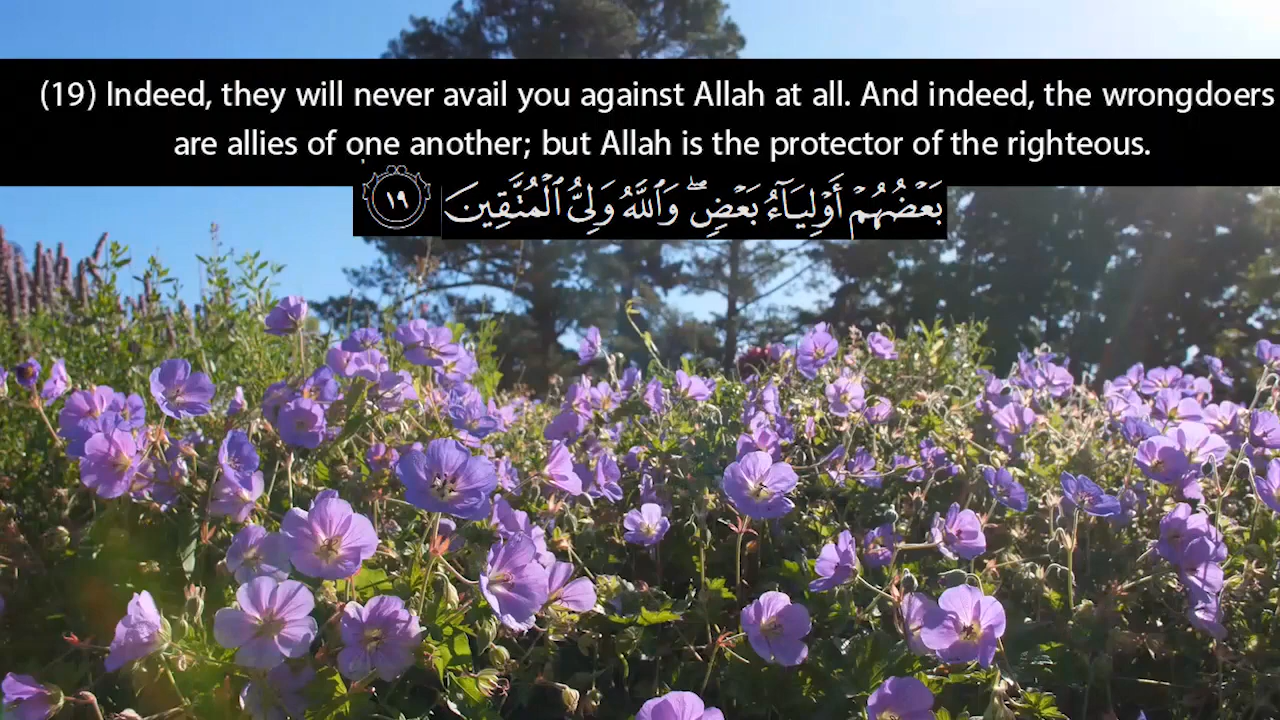 (19) Indeed, they will never avail you against Allah at all. And indeed, the wrongdoers
are allies of one another; but Allah is the protector of the righteous.
بَعْضُهُمْ أَوْلِيَآءُ بَعْضٍ ۖ وَٱللَّهُ وَلِىُّ ٱلْمُتَّقِينَ ١٩